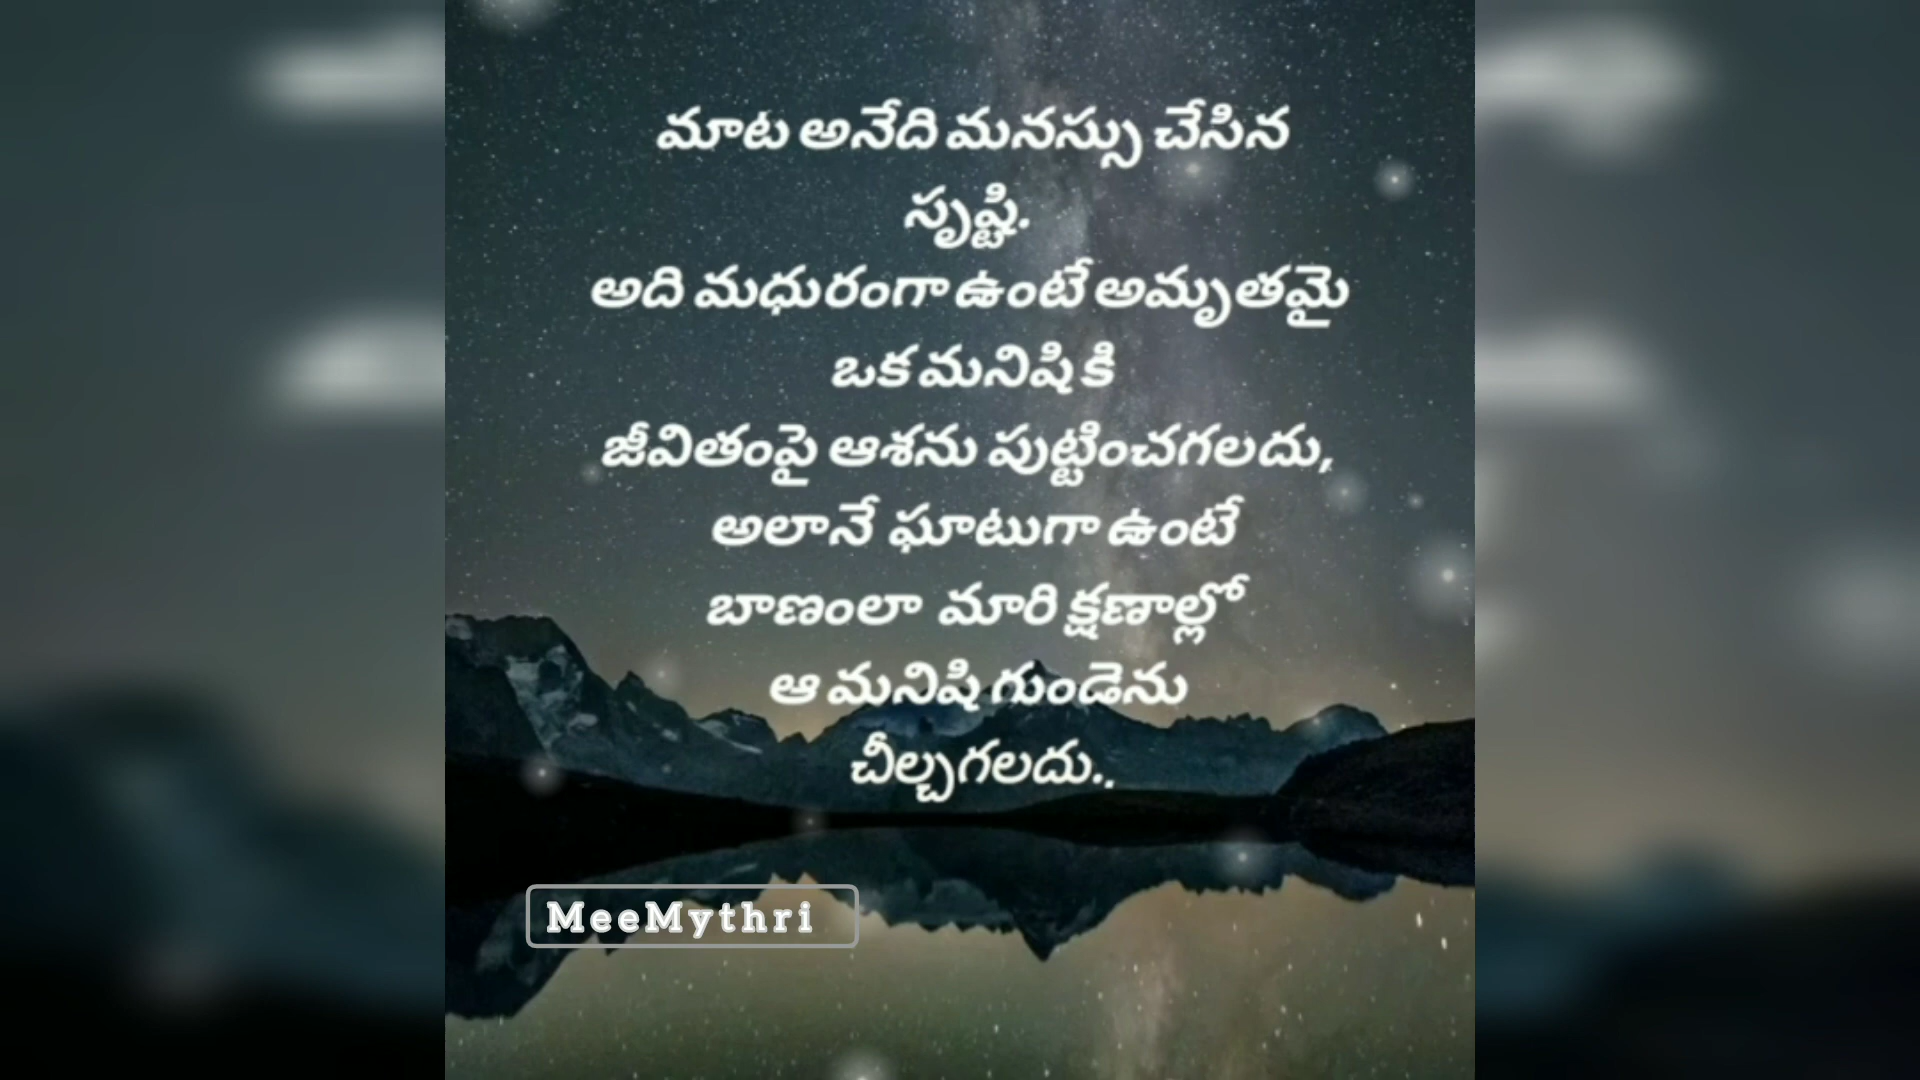 మాట అనేది మనస్సు చేసిన
సృష్టి.
అది మధురంగా ఉంటే అమృతమై
ఒక మనిషికి
జీవితంపై ఆశను పుట్టించగలదు,
అలానే ఘాటుగా ఉంటే
బాణంలా మారి క్షణాల్లో
ఆ మనిషి గుండెను
చీల్చగలదు..
MeeMythri